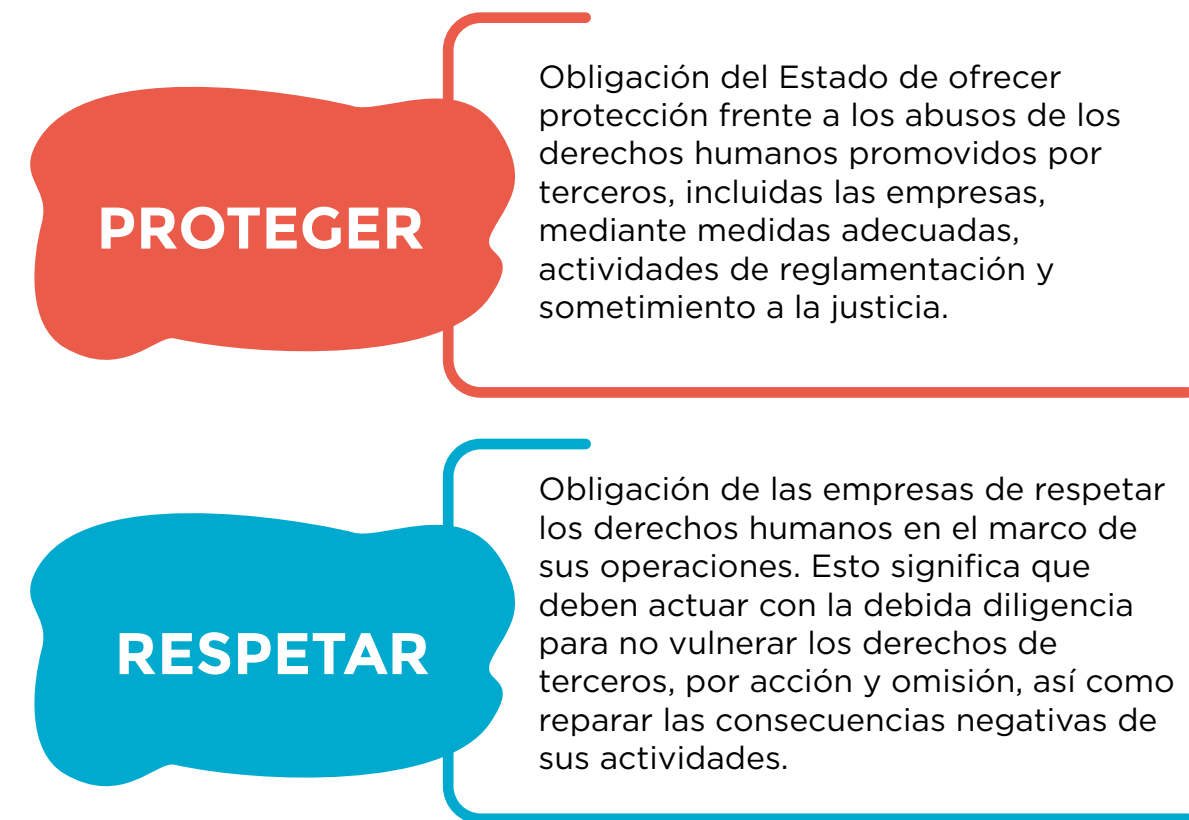 PROTEGER
Obligación del Estado de ofrecer
protección frente a los abusos de los
derechos humanos promovidos por
terceros, incluidas las empresas,
mediante medidas adecuadas,
actividades de reglamentación y
sometimiento a la justicia.
RESPETAR
Obligación de las empresas de respetar
los derechos humanos en el marco de
sus operaciones. Esto significa que
deben actuar con la debida diligencia
para no vulnerar los derechos de
terceros, por acción y omisión, así como
reparar las consecuencias negativas de
sus actividades.